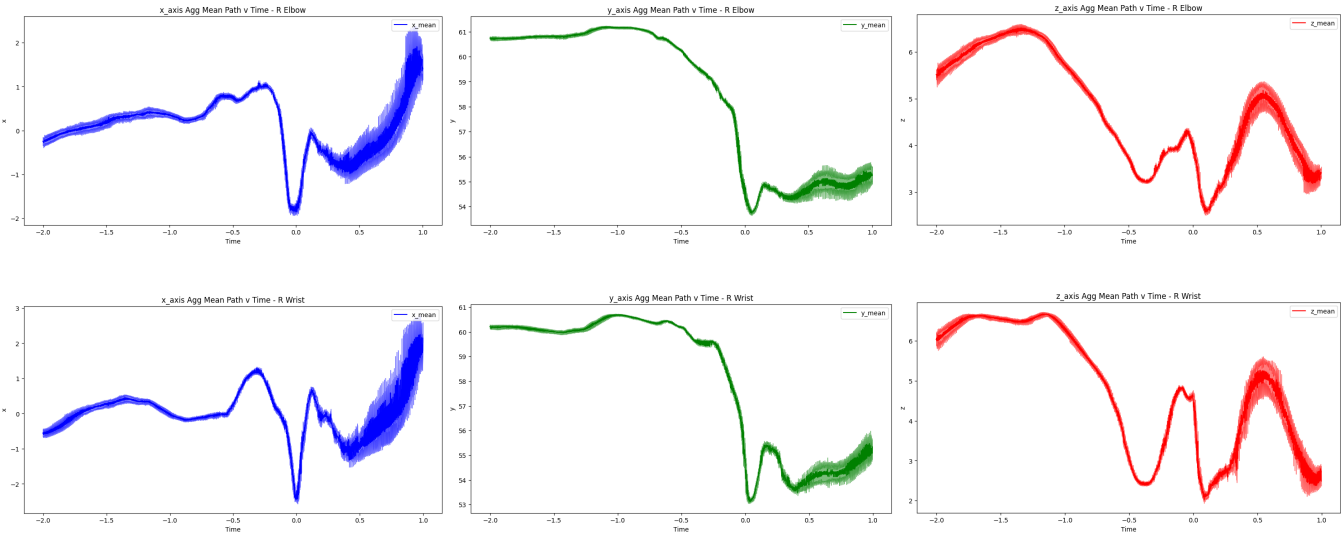 x_axis Agg Mean Path v Time - R Elbow
x_mean
2
1
0
−1
−2
x
−2.0 −1.5 −1.0 −0.5 0.0 0.5 1.0
Time
y_axis Agg Mean Path v Time - R Elbow
y_mean
61
60
59
58
57
56
55
54
y
−2.0 −1.5 −1.0 −0.5 0.0 0.5 1.0
Time
z_axis Agg Mean Path v Time - R Elbow
z_mean
6
5
4
3
z
−2.0 −1.5 −1.0 −0.5 0.0 0.5 1.0
Time
x_axis Agg Mean Path v Time - R Wrist
x_mean
3
2
1
0
−1
−2
x
−2.0 −1.5 −1.0 −0.5 0.0 0.5 1.0
Time
y_axis Agg Mean Path v Time - R Wrist
y_mean
61
60
59
58
57
56
55
54
53
y
−2.0 −1.5 −1.0 −0.5 0.0 0.5 1.0
Time
z_axis Agg Mean Path v Time - R Wrist
z_mean
6
5
4
3
2
z
−2.0 −1.5 −1.0 −0.5 0.0 0.5 1.0
Time